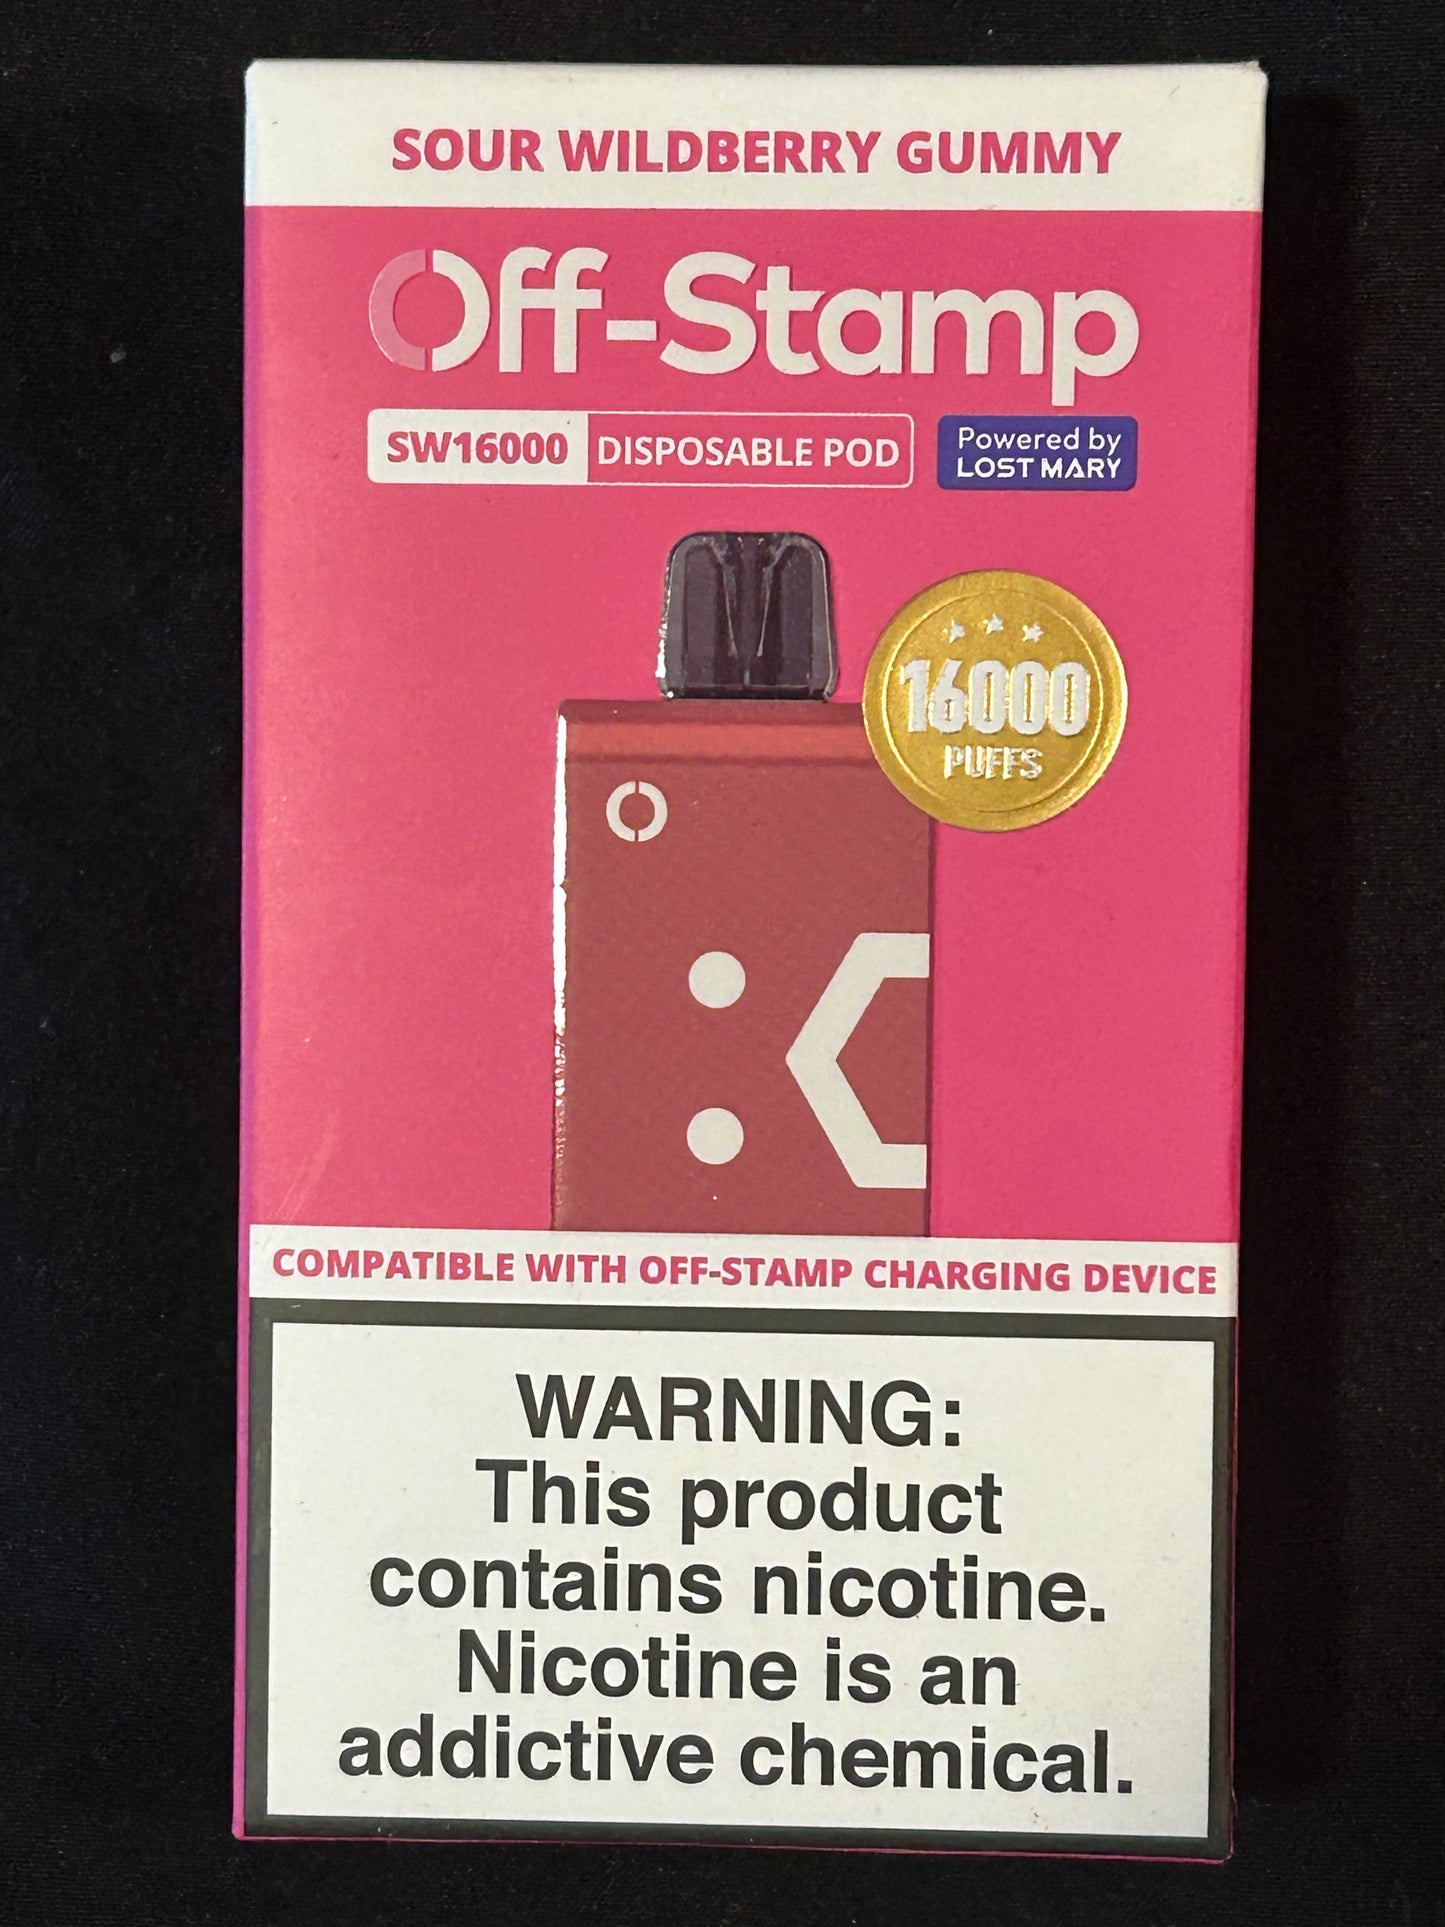 SOUR WILDBERRY GUMMY
Off-Stamp
SW16000 DISPOSABLE POD
Powered by
LOST MARY
16000
PUFFS
COMPATIBLE WITH OFF-STAMP CHARGING DEVICE
WARNING:
This product
contains nicotine.
Nicotine is an
addictive chemical.